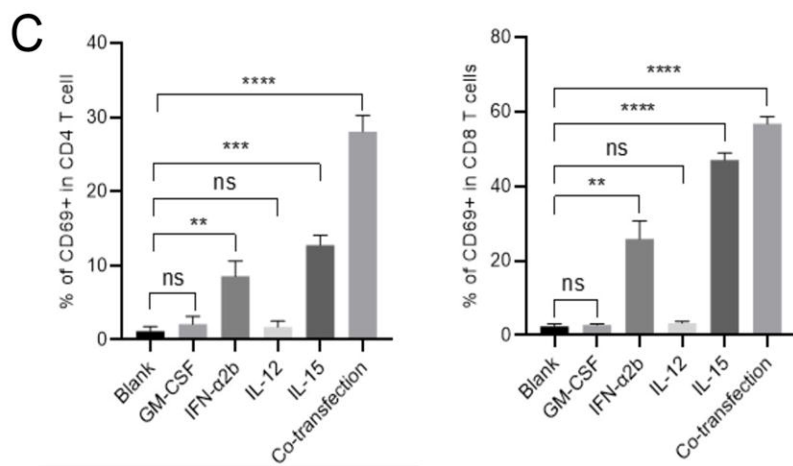 C
% of CD69+ in CD4 T cell
40
30
20
10
0
****
***
ns
**
ns
Blank
GM-CSF
IFN-α2b
IL-12
IL-15
Co-transfection
% of CD69+ in CD8 T cells
80
60
40
20
0
****
****
ns
**
ns
Blank
GM-CSF
IFN-α2b
IL-12
IL-15
Co-transfection